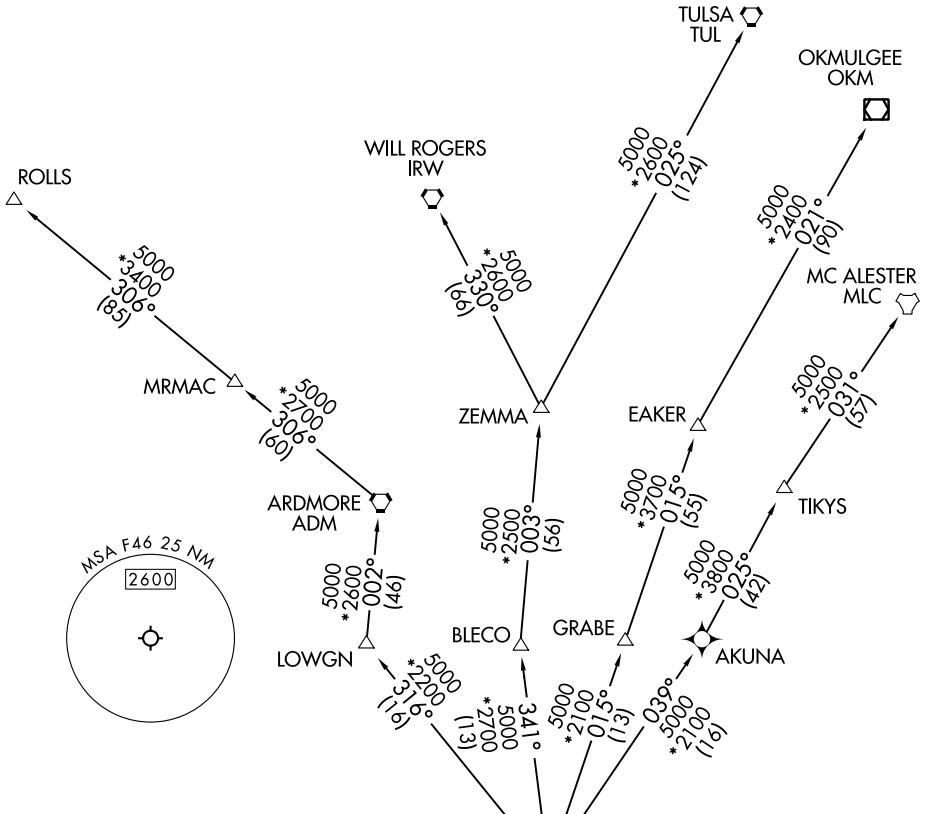 TULSA
TUL
OKMULGEE
OKM
WILL ROGERS
IRW
5000
*2600
025°
(124)
ROLLS
5000
*2400
021°
(90)
5000
*3400
306°
(85)
5000
*2600
330°
(66)
MC ALESTER
MLC
MRMAC
5000
*2700
306°
(60)
ZEMMA
EAKER
5000
*2500
031°
(57)
ARDMORE
ADM
5000
*2500
003°
(56)
5000
*3700
015°
(55)
TIKYS
MSA F46 25 NM
2600
5000
*2600
002°
(46)
5000
*3800
025°
(42)
LOWGN
BLECO
GRABE
AKUNA
5000
*2200
316°
(16)
341°
5000
*2700
(13)
5000
*2100
015°
(13)
039°
5000
*2100
(16)